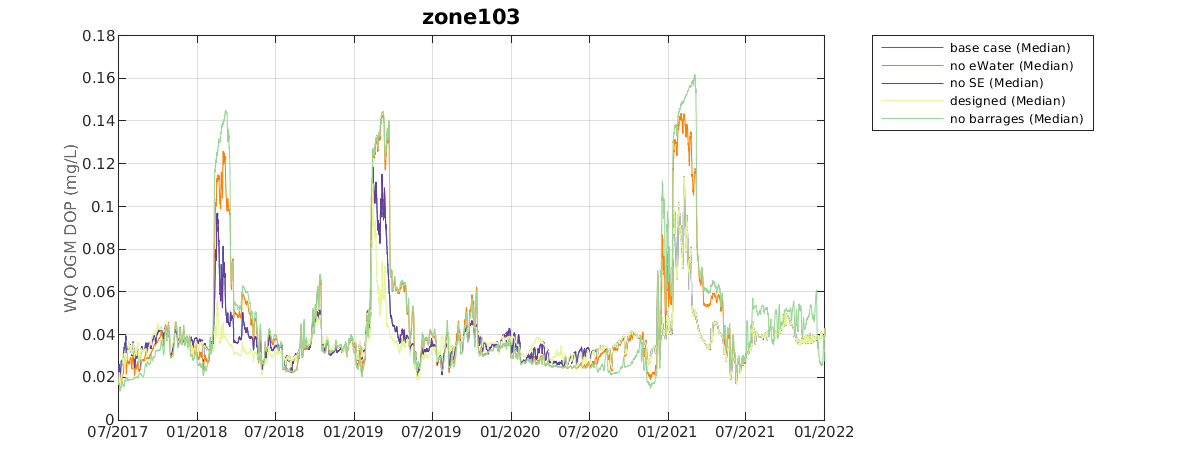 zone103
WQ OGM DOP (mg/L)
0.18
0.16
0.14
0.12
0.1
0.08
0.06
0.04
0.02
0
07/2017 01/2018 07/2018 01/2019 07/2019 01/2020 07/2020 01/2021 07/2021 01/2022
base case (Median)
no eWater (Median)
no SE (Median)
designed (Median)
no barrages (Median)